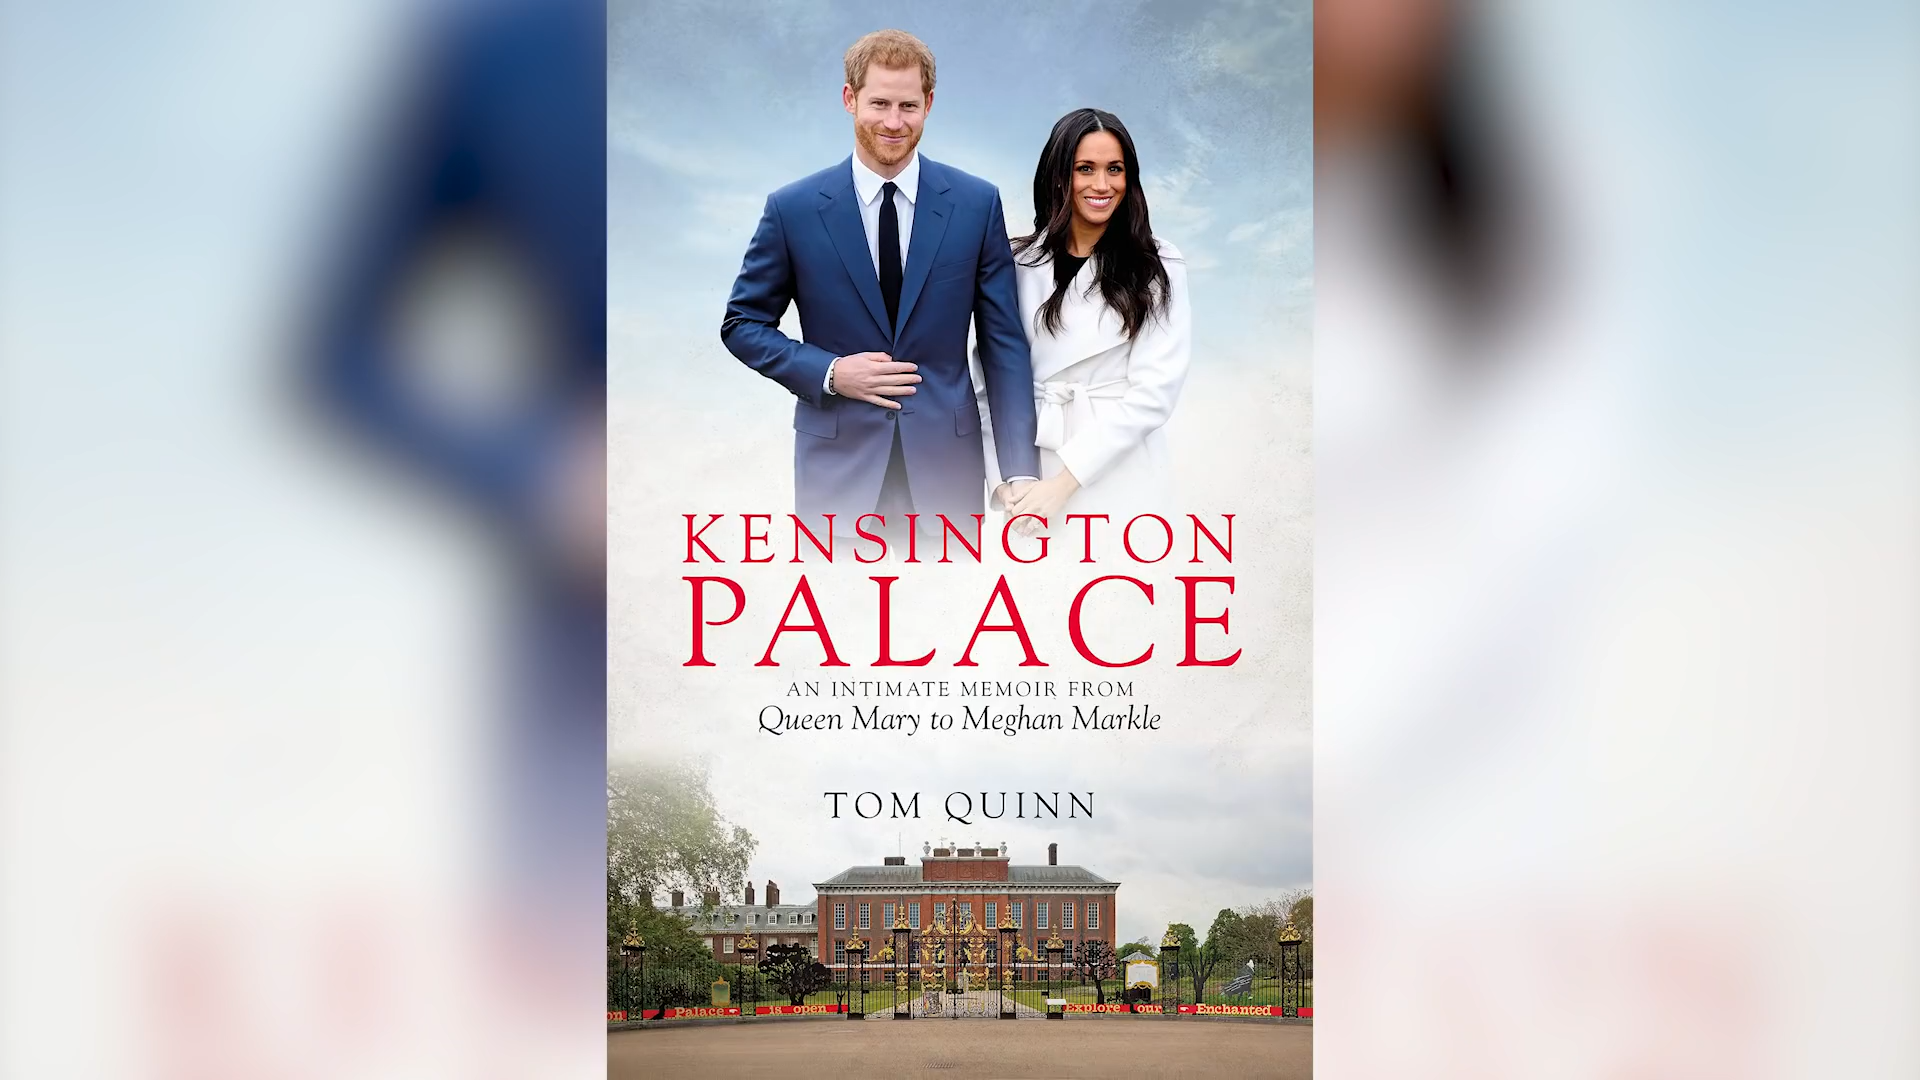 KENSINGTON
PALACE
AN INTIMATE MEMOIR FROM
Queen Mary to Meghan Markle
TOM QUINN
on Palace is open Explore our Enchanted